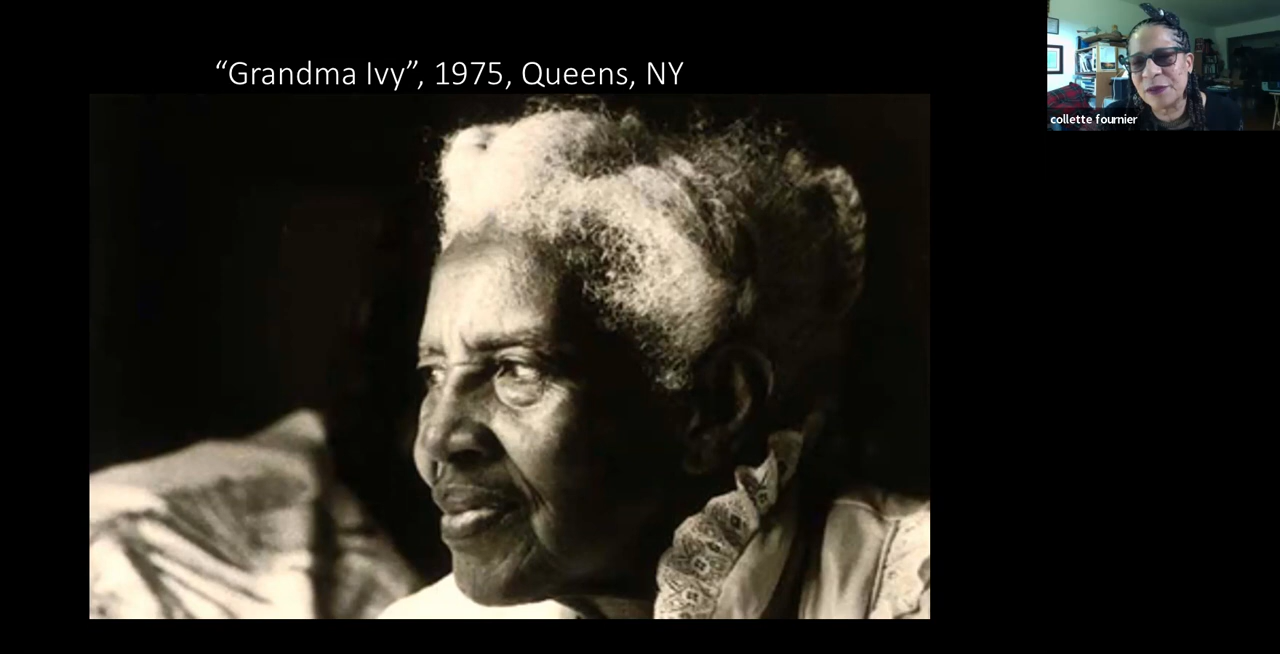 “Grandma Ivy”, 1975, Queens, NY
collette fournier